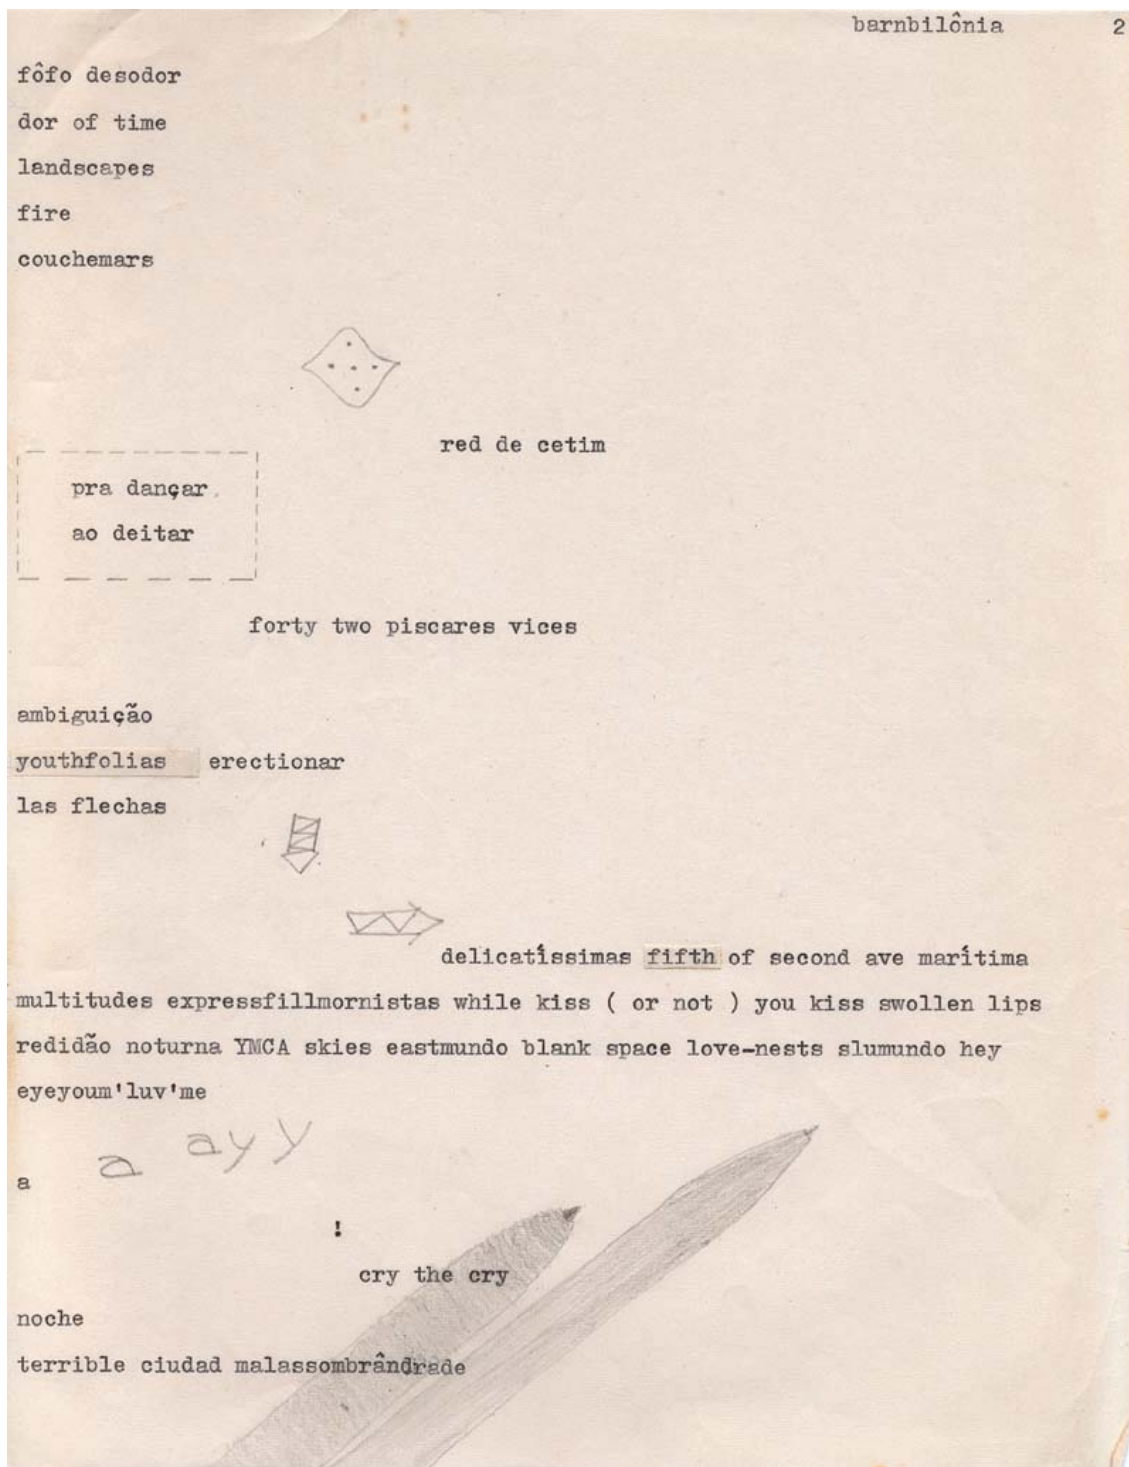 barnbilônia 2
fôfo desodor
dor of time
landscapes
fire
couchemars
red de cetim
pra dançar
ao deitar
forty two piscares vices
ambiguição
youthfolias erectionar
las flechas
delicatíssimas fifth of second ave marítima
multitudes expressfillmornistas while kiss ( or not ) you kiss swollen lips
redidão noturna YMCA skies eastmundo blank space love-nests slumundo hey
eyeyoum'luv'me
a a ayy
!
cry the cry
noche
terrible ciudad malassombrândrade